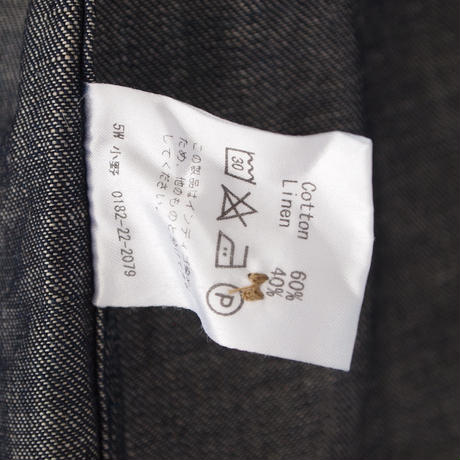 Cotton 60%
Linen 40%
30
P
この製品はインディ
ため、他のものと
してください。
5W 小野 0182-22-2079